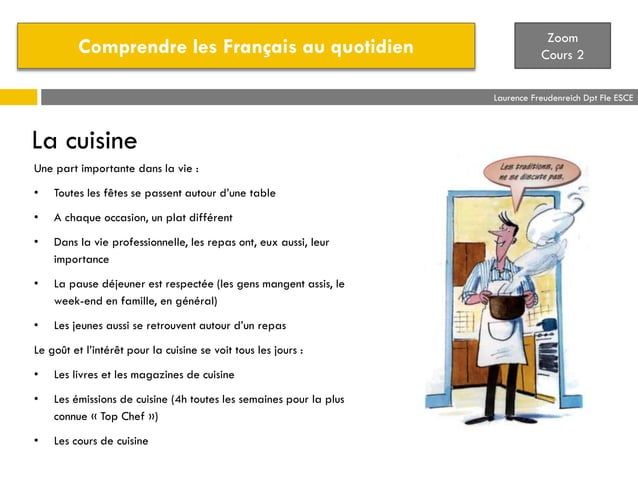 Comprendre les Français au quotidien
Zoom
Cours 2
Laurence Freudenreich Dpt Fle ESCE
La cuisine
Une part importante dans la vie :
• Toutes les fêtes se passent autour d'une table
• A chaque occasion, un plat différent
• Dans la vie professionnelle, les repas ont, eux aussi, leur
importance
• La pause déjeuner est respectée (les gens mangent assis, le
week-end en famille, en général)
• Les jeunes aussi se retrouvent autour d'un repas
Le goût et l'intérêt pour la cuisine se voit tous les jours :
• Les livres et les magazines de cuisine
• Les émissions de cuisine (4h toutes les semaines pour la plus
connue « Top Chef »)
• Les cours de cuisine
Les traditions, ça
ne se discute pas.